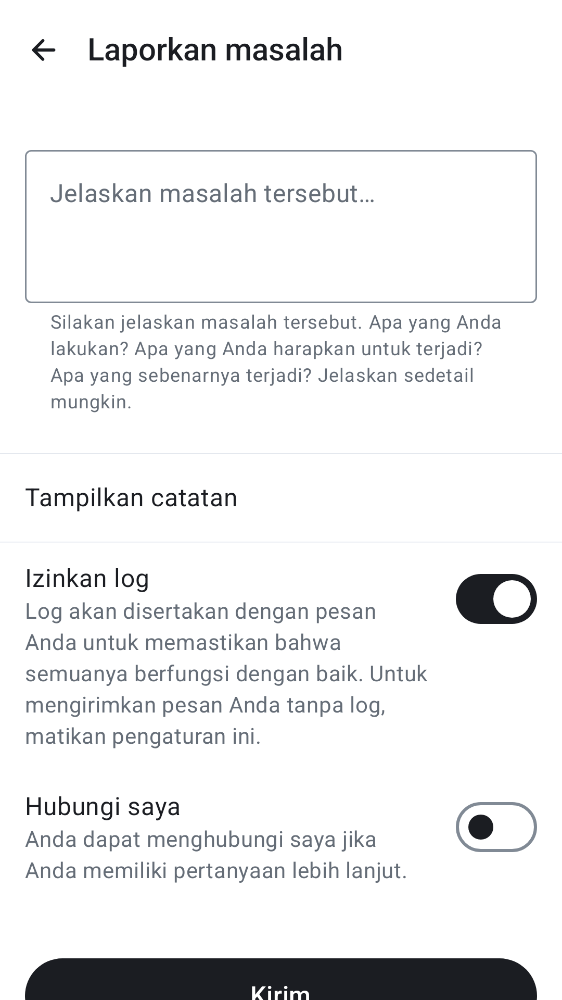 Laporkan masalah
Jelaskan masalah tersebut…
Silakan jelaskan masalah tersebut. Apa yang Anda
lakukan? Apa yang Anda harapkan untuk terjadi?
Apa yang sebenarnya terjadi? Jelaskan sedetail
mungkin.
Tampilkan catatan
Izinkan log
Log akan disertakan dengan pesan
Anda untuk memastikan bahwa
semuanya berfungsi dengan baik. Untuk
mengirimkan pesan Anda tanpa log,
matikan pengaturan ini.
Hubungi saya
Anda dapat menghubungi saya jika
Anda memiliki pertanyaan lebih lanjut.
Kirim